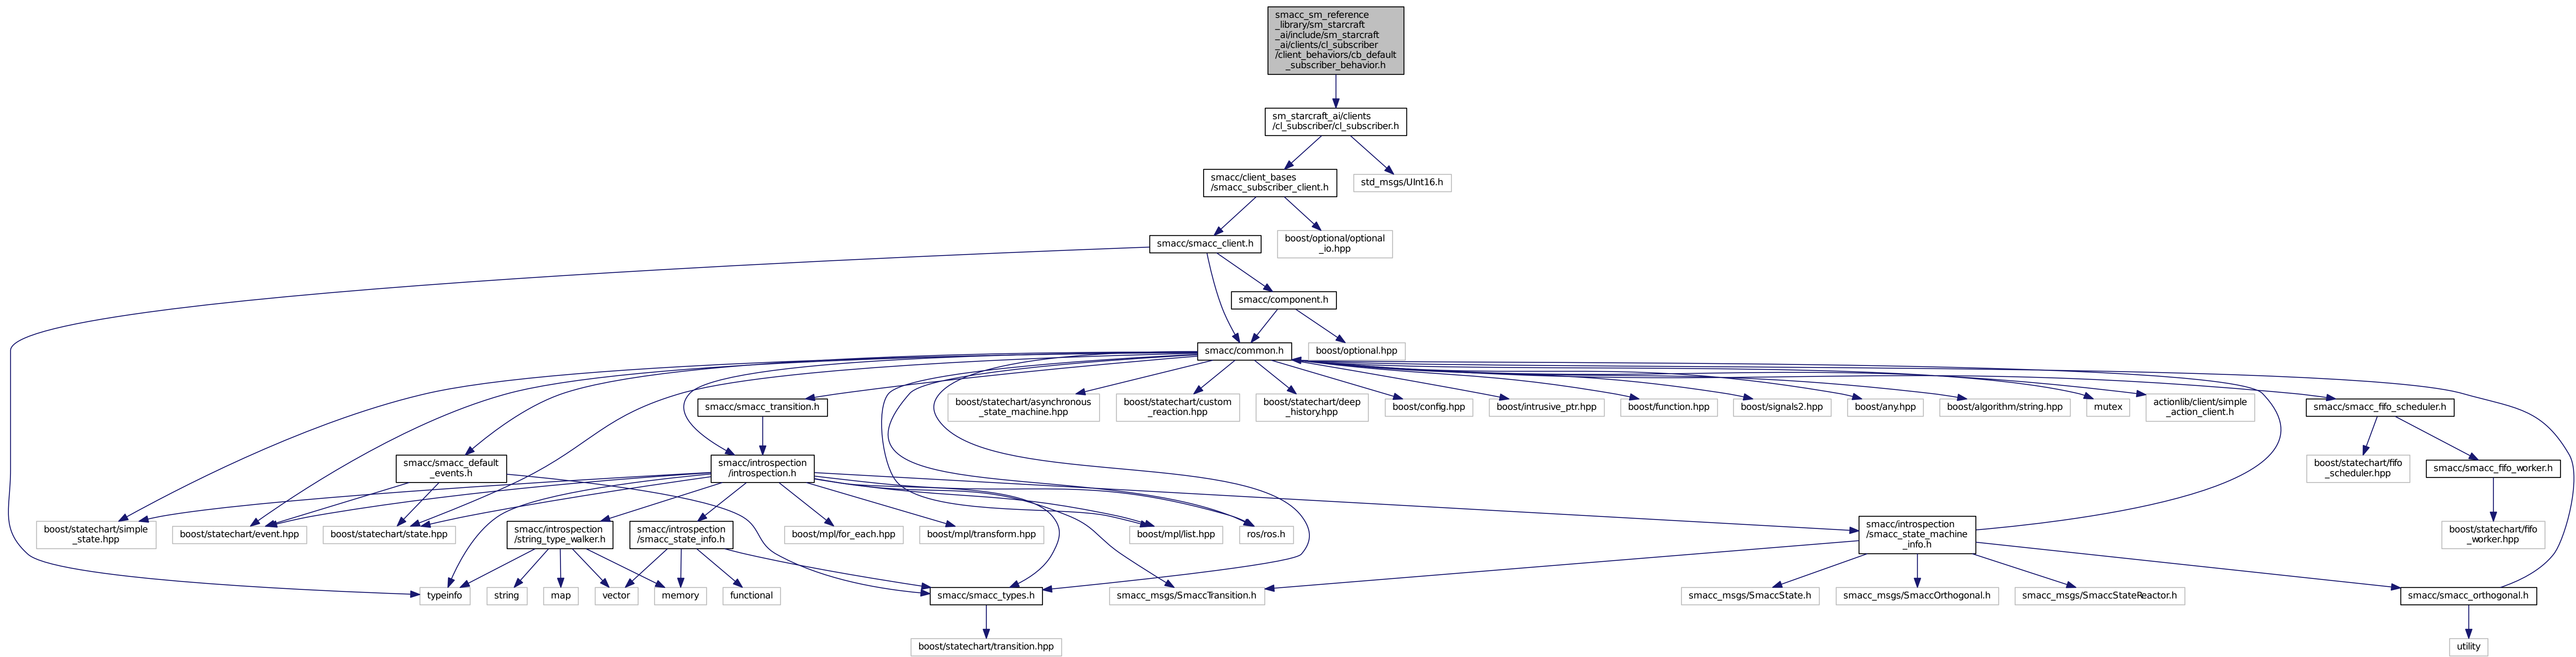 smacc_sm_reference
_library/sm_starcraft
_ai/include/sm_starcraft
_ai/clients/cl_subscriber
/client_behaviors/cb_default
_subscriber_behavior.h
sm_starcraft_ai/clients
/cl_subscriber/cl_subscriber.h
smacc/client_bases
/smacc_subscriber_client.h
std_msgs/UInt16.h
smacc/smacc_client.h
boost/optional/optional
_io.hpp
smacc/component.h
smacc/common.h
boost/optional.hpp
smacc/smacc_transition.h
boost/statechart/asynchronous
_state_machine.hpp
boost/statechart/custom
_reaction.hpp
boost/statechart/deep
_history.hpp
boost/config.hpp
boost/intrusive_ptr.hpp
boost/function.hpp
boost/signals2.hpp
boost/any.hpp
boost/algorithm/string.hpp
mutex
actionlib/client/simple
_action_client.h
smacc/smacc_fifo_scheduler.h
smacc/smacc_default
_events.h
smacc/introspection
/introspection.h
boost/statechart/fifo
_scheduler.hpp
smacc/smacc_fifo_worker.h
boost/statechart/simple
_state.hpp
boost/statechart/event.hpp
boost/statechart/state.hpp
smacc/introspection
/string_type_walker.h
smacc/introspection
/smacc_state_info.h
boost/mpl/for_each.hpp
boost/mpl/transform.hpp
boost/mpl/list.hpp
ros/ros.h
smacc/introspection
/smacc_state_machine
_info.h
boost/statechart/fifo
_worker.hpp
typeinfo
string
map
vector
memory
functional
smacc/smacc_types.h
smacc_msgs/SmaccTransition.h
smacc_msgs/SmaccState.h
smacc_msgs/SmaccOrthogonal.h
smacc_msgs/SmaccStateReactor.h
smacc/smacc_orthogonal.h
boost/statechart/transition.hpp
utility